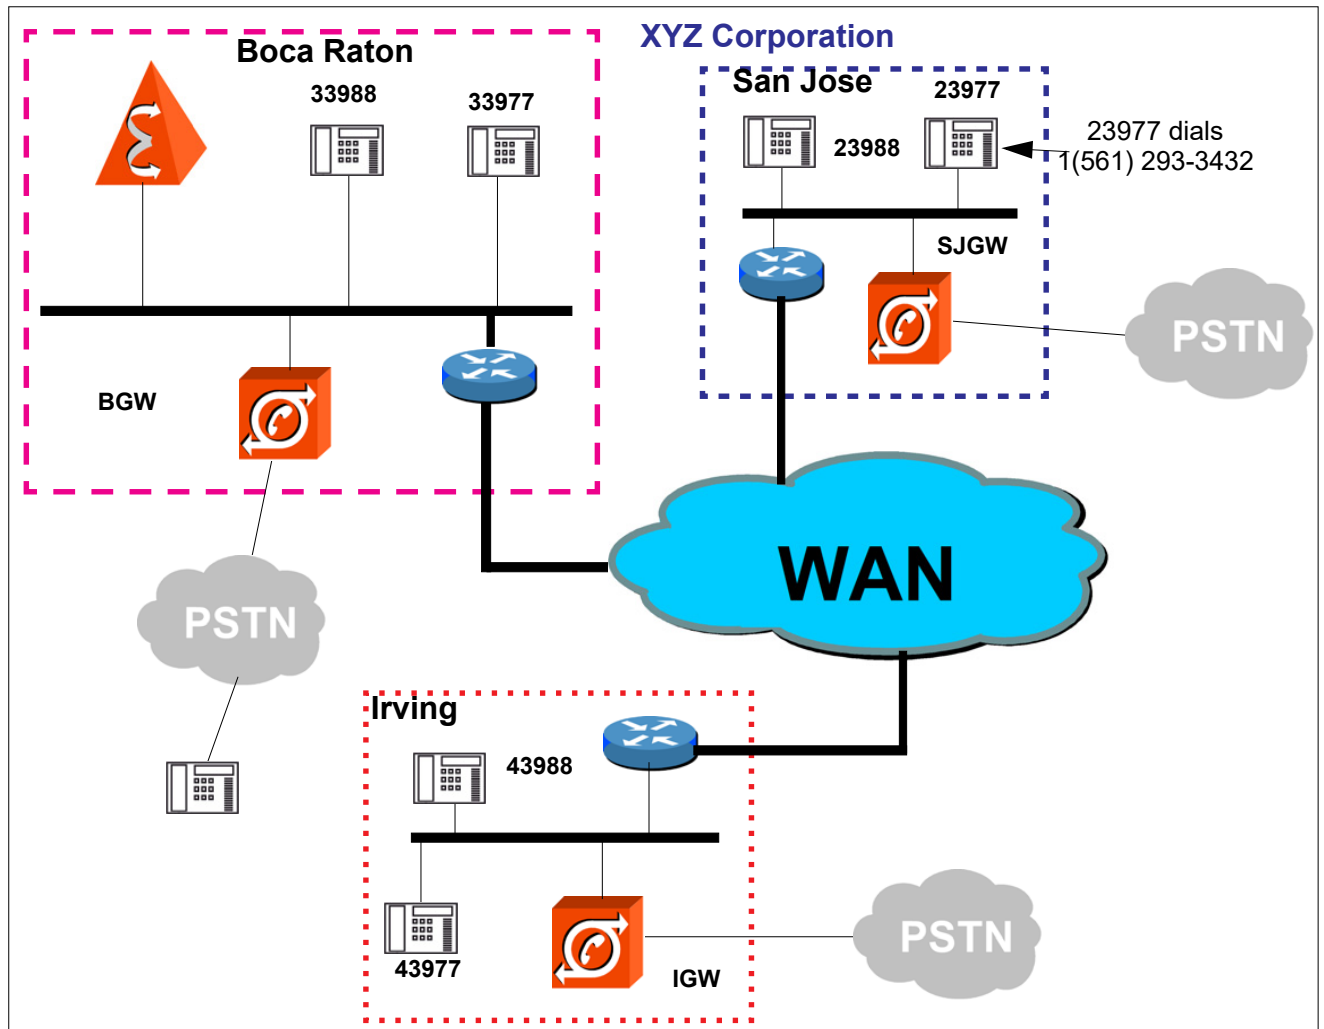 XYZ Corporation
Boca Raton
33988
33977
San Jose
23977
23988
23977 dials
1(561) 293-3432
SJGW
PSTN
BGW
WAN
PSTN
Irving
43988
43977
IGW
PSTN